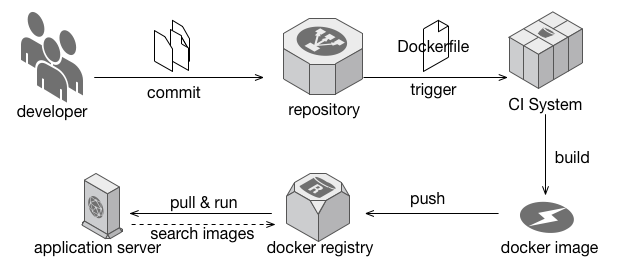 Dockerfile
commit
trigger
developer
repository
CI System
build
pull & run
push
R
search images
application server
docker registry
docker image